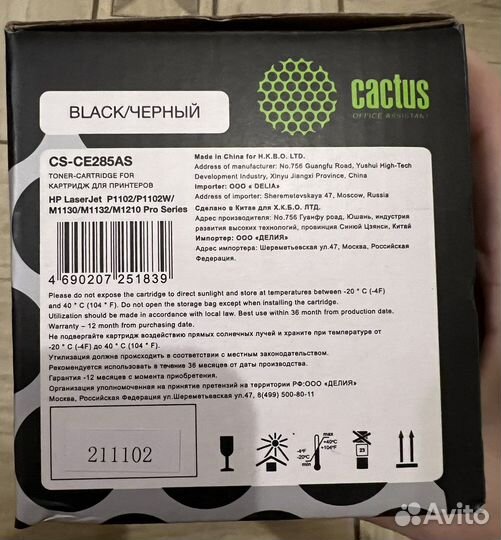 cactus
OFFICE ASSISTANT
BLACK/ЧЕРНЫЙ
CS-CE285AS
TONER-CARTRIDGE FOR
КАРТРИДЖ ДЛЯ ПРИНТЕРОВ
HP LaserJet P1102/P1102W/
M1130/M1132/M1210 Pro Series
4 690207 251839
Made in China for H.K.B.O. LTD.
Address of manufacturer: No.756 Guangfu Road, Yushui High-Tech
Development Industry, Xinyu, Jiangxi Province, China
Importer: ООО « DELIA»
Address of importer: Sheremetevskaya 47, Moscow, Russia
Сделано в Китае для Х.К.Б.О. ЛТД.
Адрес производителя: No.756 Гуанфу роад, Юшань, индустрия
развития высоких технологий, провинция Синюй Цзянси, Китай
Импортер: ООО «ДЕЛИЯ»
Адрес импортера: Шереметьевская ул. 47, Москва, Российская
Федерация.
Please do not expose the cartridge to direct sunlight and store at temperatures between -20 ° (-4F)
and 40 ° C (104 ° F). Do not open the storage bag except when installing the cartridge.
Utilization should be made in accordance with local law. Best use within 36 month from production date.
Warranty – 12 month from purchasing date.
Не подвергайте картридж воздействию прямых солнечных лучей и храните при температуре от
-20 ° C (-4F) до 40 ° C (104 ° F).
Утилизация должна происходить в соответствии с местным законодательством.
Рекомендуется использовать в течение 36 месяцев от даты производства.
Гарантия -12 месяцев с момента приобретения.
Организация уполномоченная на принятие претензий на территории РФ:ООО «ДЕЛИЯ»
Москва, Российская Федерация ул.Шереметьевская ул.47, 8(499) 500-80-11
211102
-4°F
-20°C
max
+40°C
+104°F
min
23
Avito